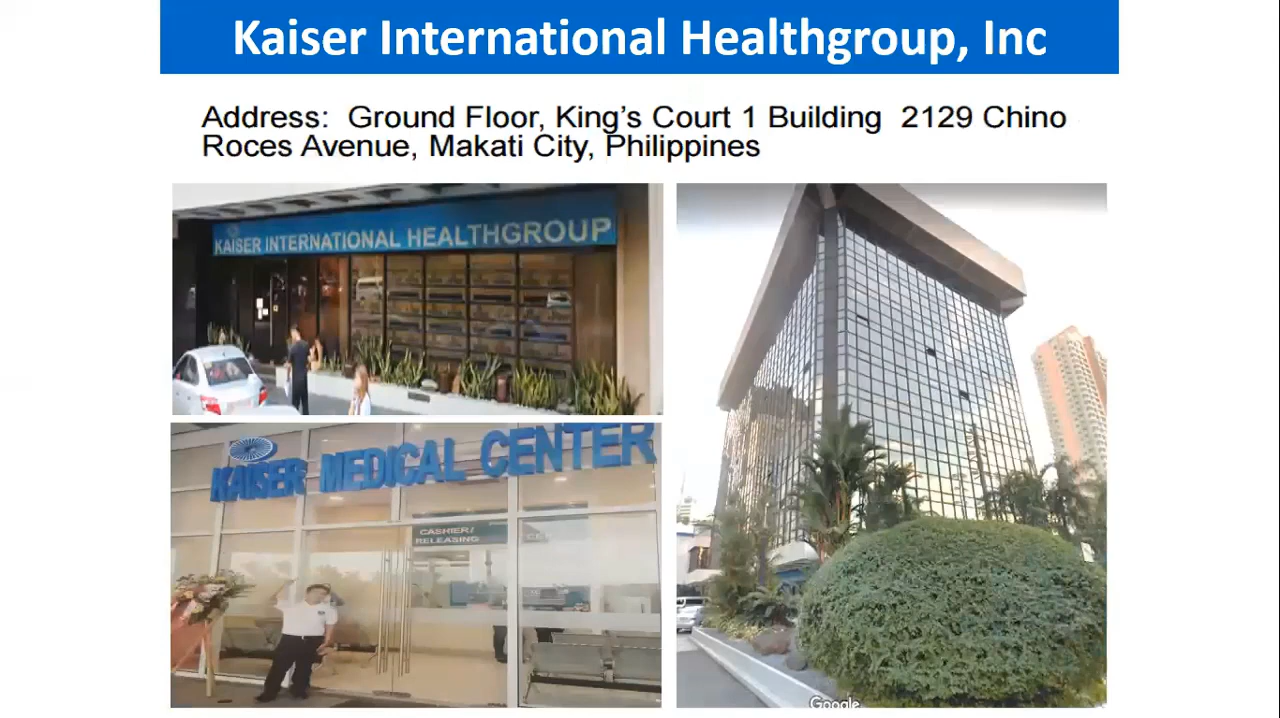 Kaiser International Healthgroup, Inc
Address:  Ground Floor, King's Court 1 Building  2129 Chino
Roces Avenue, Makati City, Philippines
KAISER INTERNATIONAL HEALTHGROUP
KAISER MEDICAL CENTER
CASHIER/
RELEASING
Google